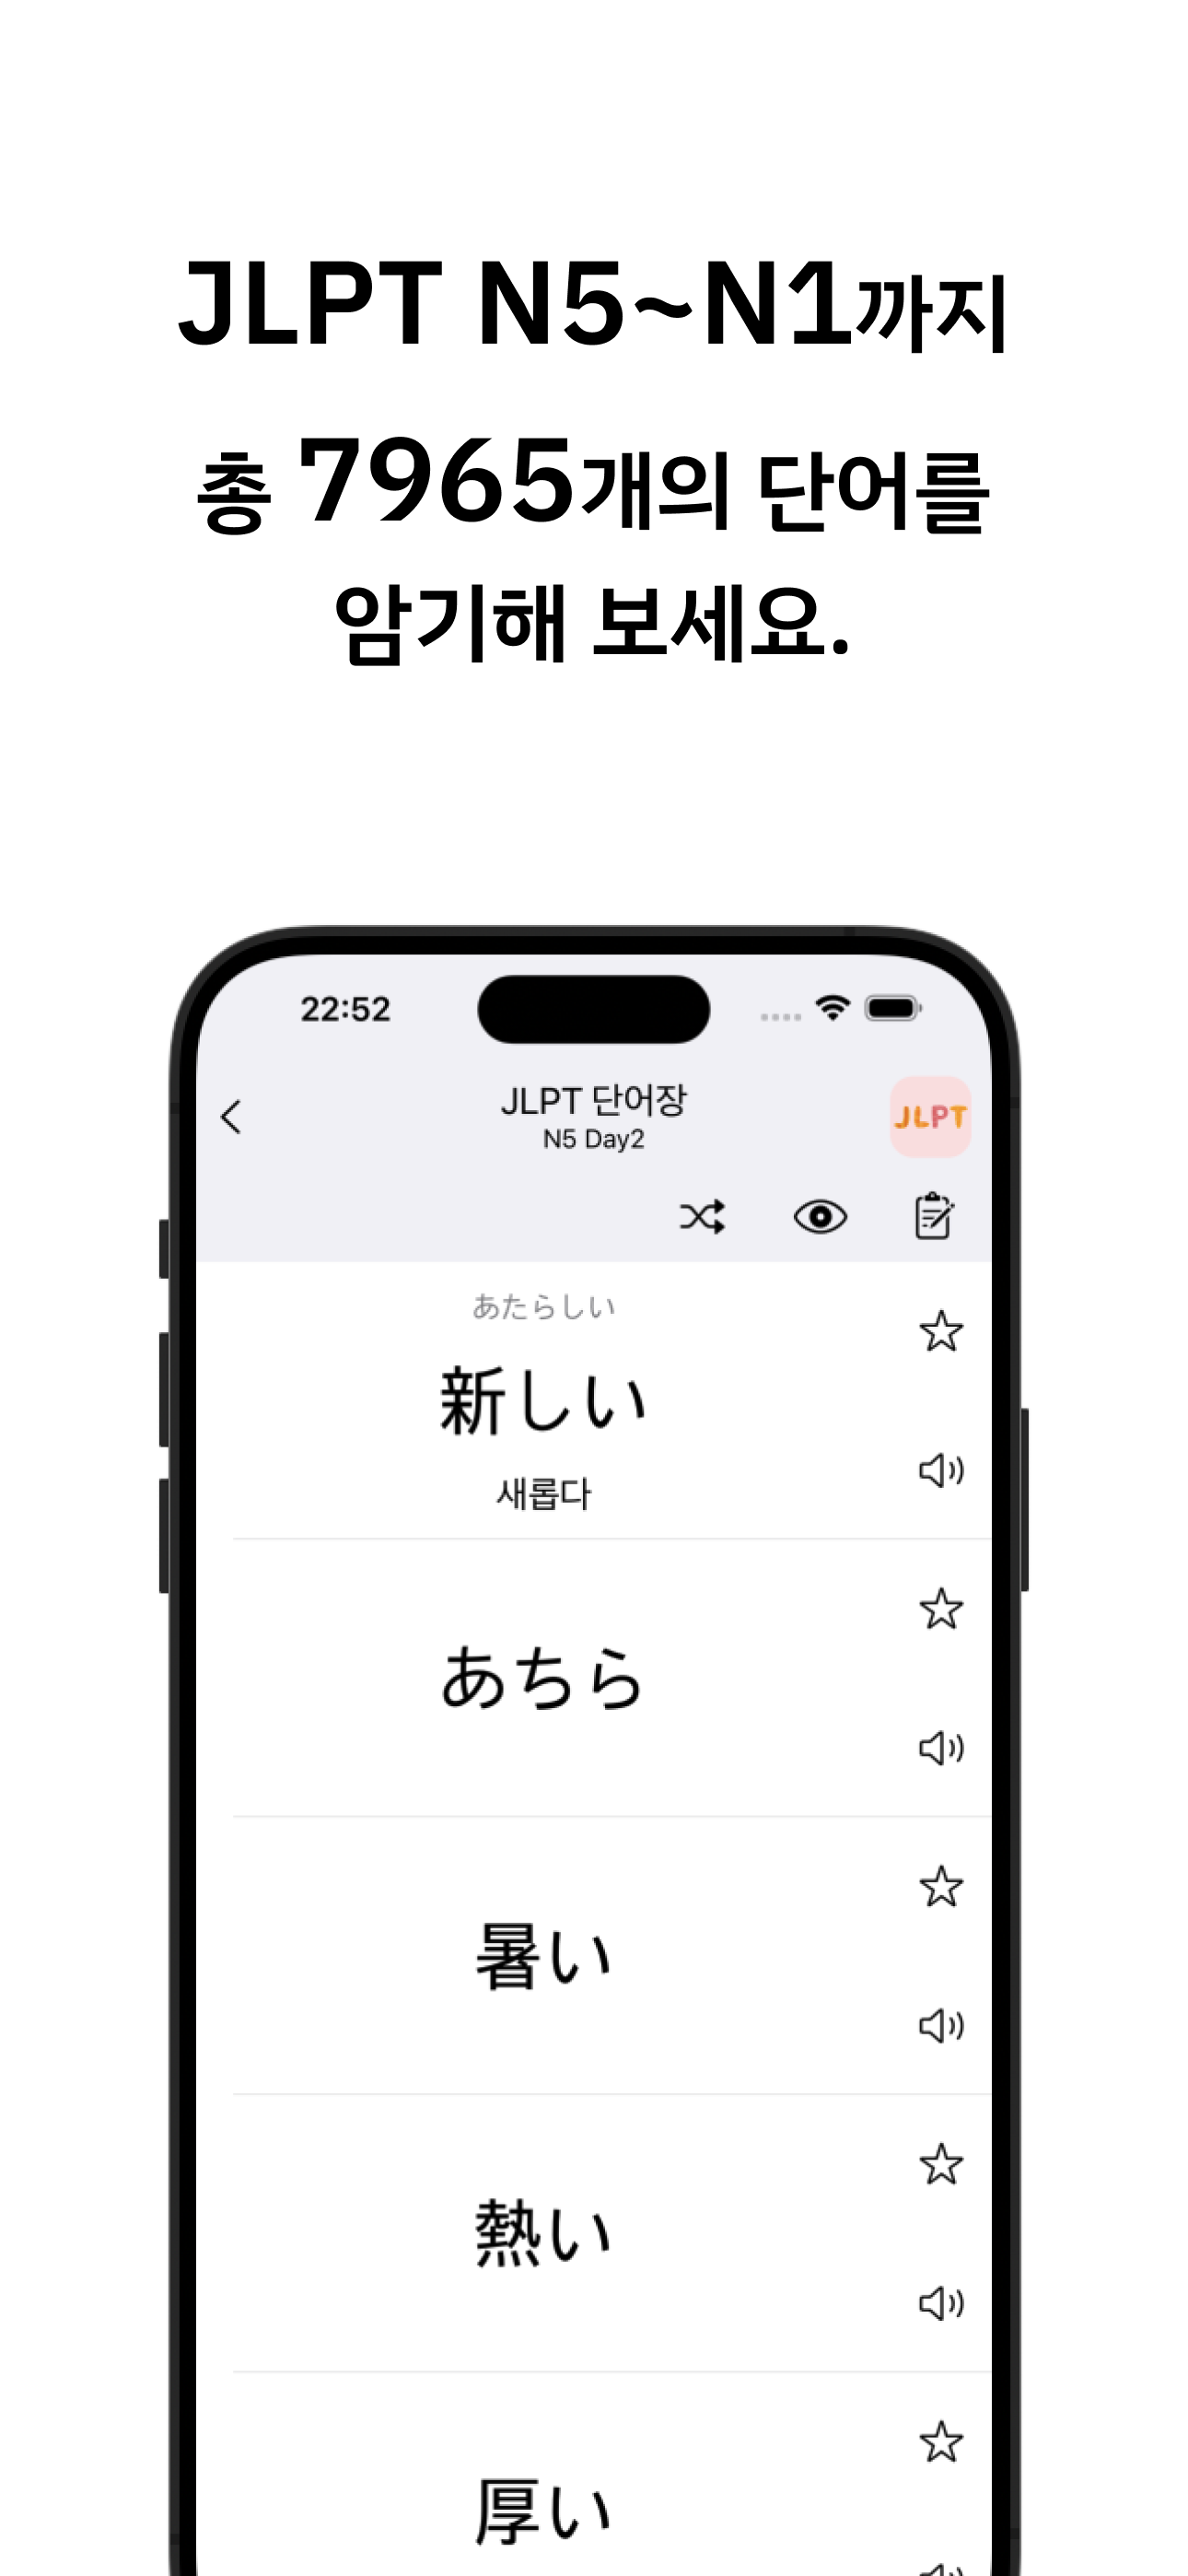 JLPT N5~N1까지
총 7965개의 단어를
암기해 보세요.
22:52
JLPT 단어장
N5 Day2
JLPT
あたらしい
新しい
새롭다
あちら
暑い
熱い
厚い